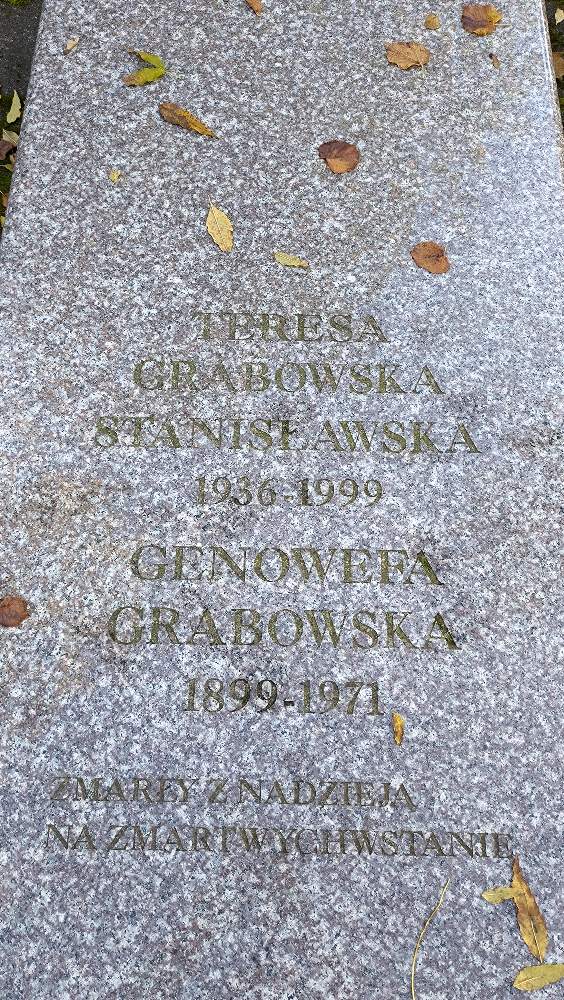 TERESA
GRABOWSKA
STANISŁAWSKA
1936-1999
GENOWEFA
GRABOWSKA
1899-1971
ZMARŁY Z NADZIEJĄ
NA ZMARTWYCHWSTANIE